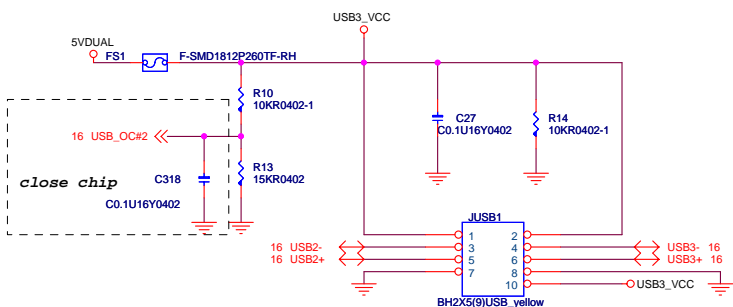 USB3_VCC
5VDUAL
FS1 F-SMD1812P260TF-RH
R10
10KR0402-1
C27
C0.1U16Y0402
R14
10KR0402-1
16 USB_OC#2
close chip
C318
C0.1U16Y0402
R13
15KR0402
JUSB1
1 2
16 USB2- 3 4 USB3- 16
16 USB2+ 5 6 USB3+ 16
7 8
10 USB3_VCC
BH2X5(9)USB_yellow